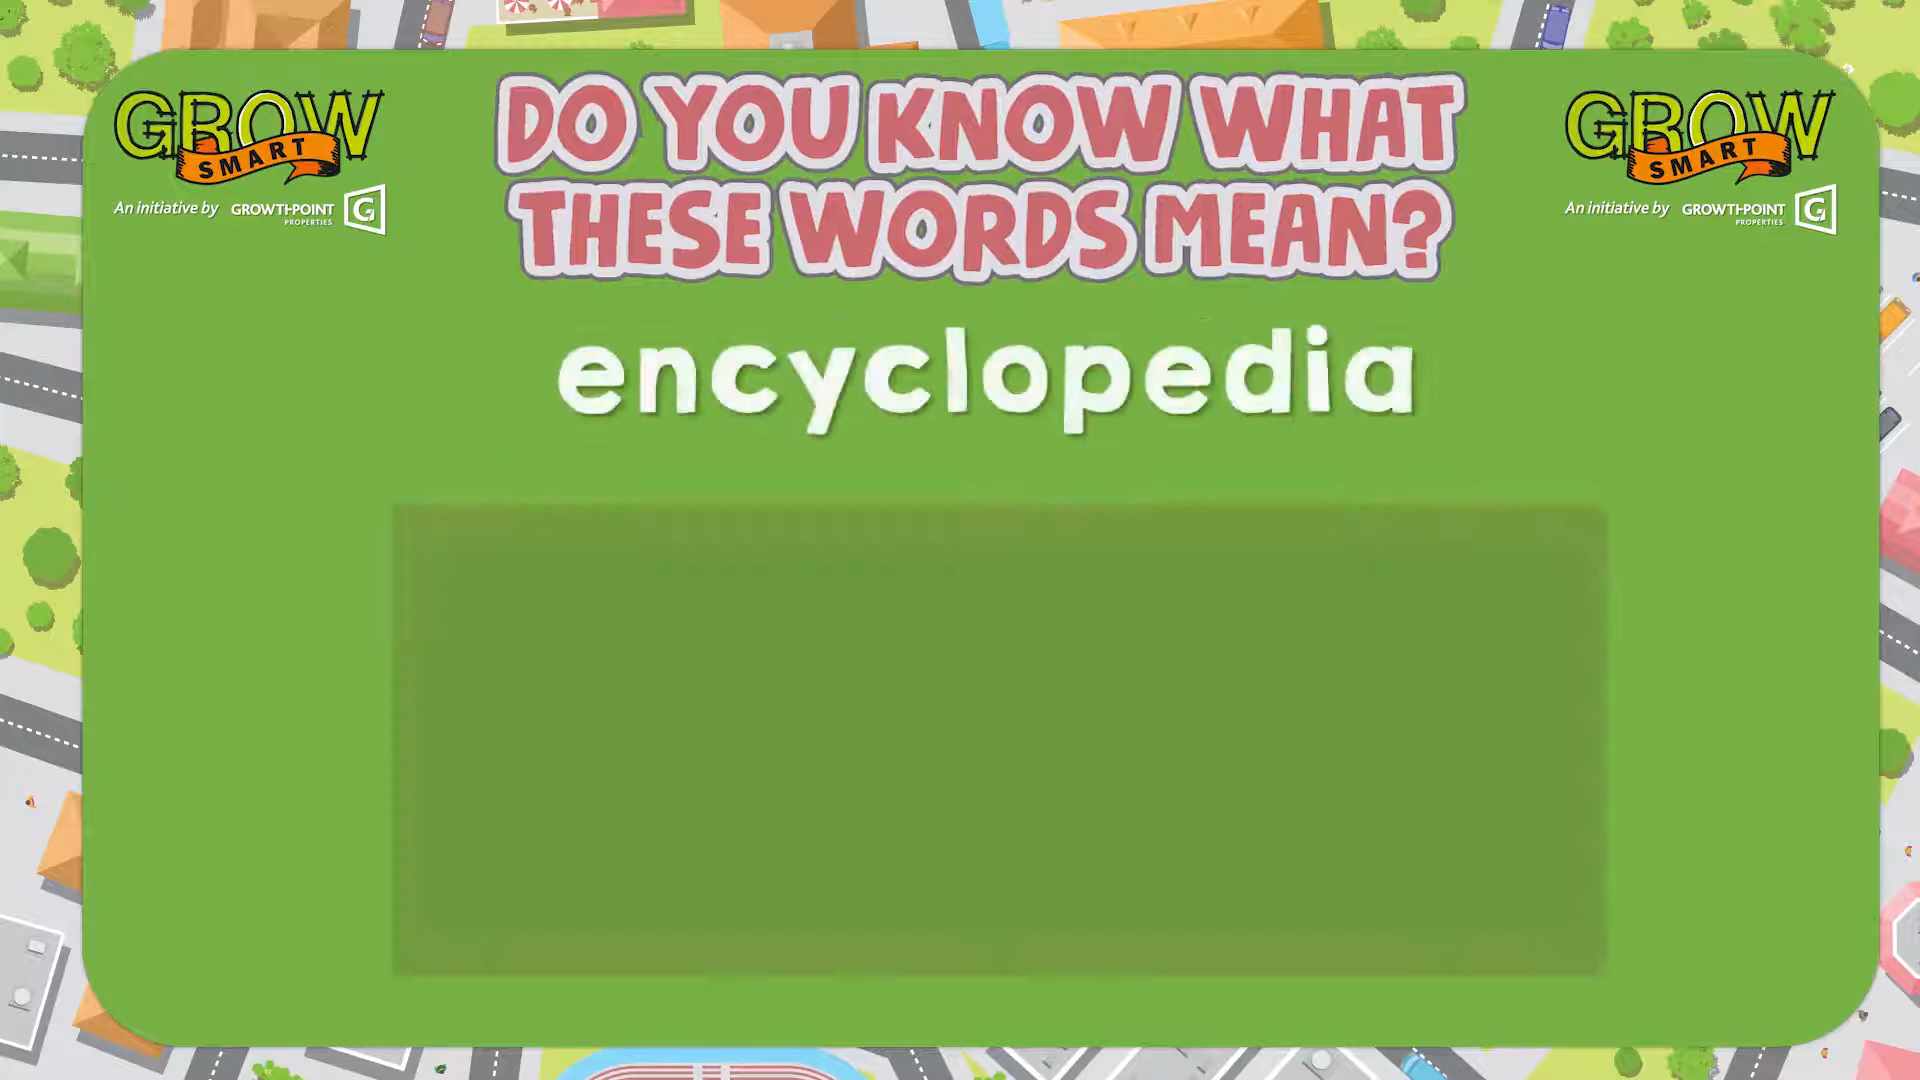 GROW
SMART
An initiative by GROWTHPOINT
PROPERTIES
G
DO YOU KNOW WHAT
THESE WORDS MEAN?
GROW
SMART
An initiative by GROWTHPOINT
PROPERTIES
G
encyclopedia